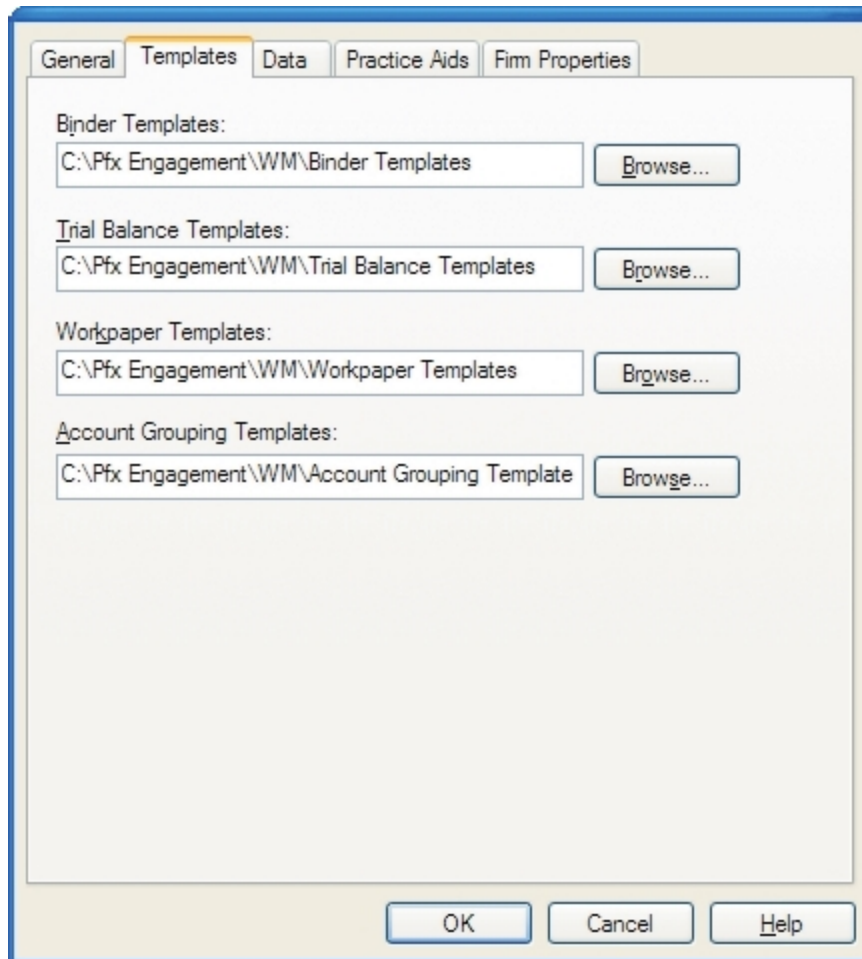 General Templates Data Practice Aids Firm Properties
Binder Templates:
C:\Pfx Engagement\WM\Binder Templates Browse...
Trial Balance Templates:
C:\Pfx Engagement\WM\Trial Balance Templates Browse...
Workpaper Templates:
C:\Pfx Engagement\WM\Workpaper Templates Browse...
Account Grouping Templates:
C:\Pfx Engagement\WM\Account Grouping Template Browse...
OK Cancel Help